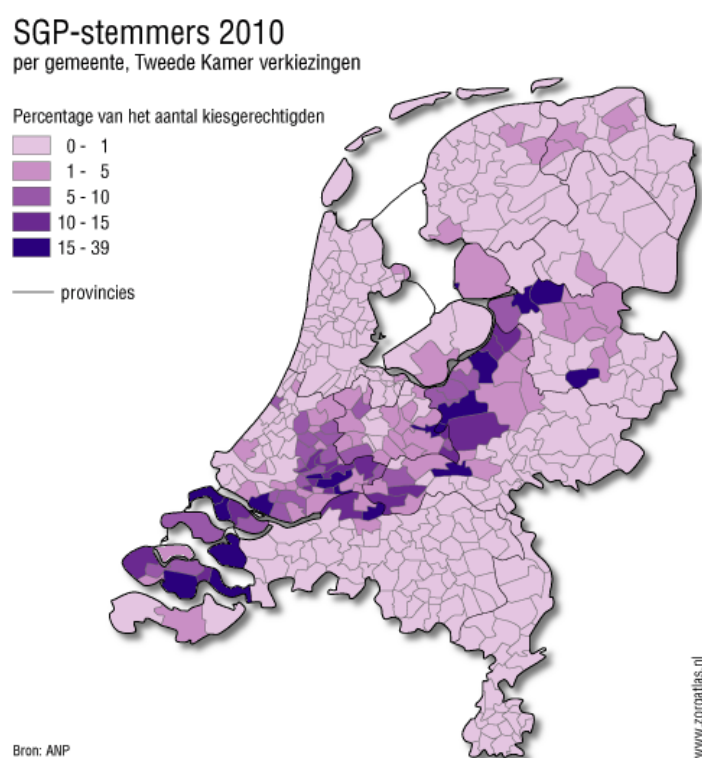 SGP-stemmers 2010
per gemeente, Tweede Kamer verkiezingen
Percentage van het aantal kiesgerechtigden
0 - 1
1 - 5
5 - 10
10 - 15
15 - 39
provincies
Bron: ANP
www.zorgatlas.nl